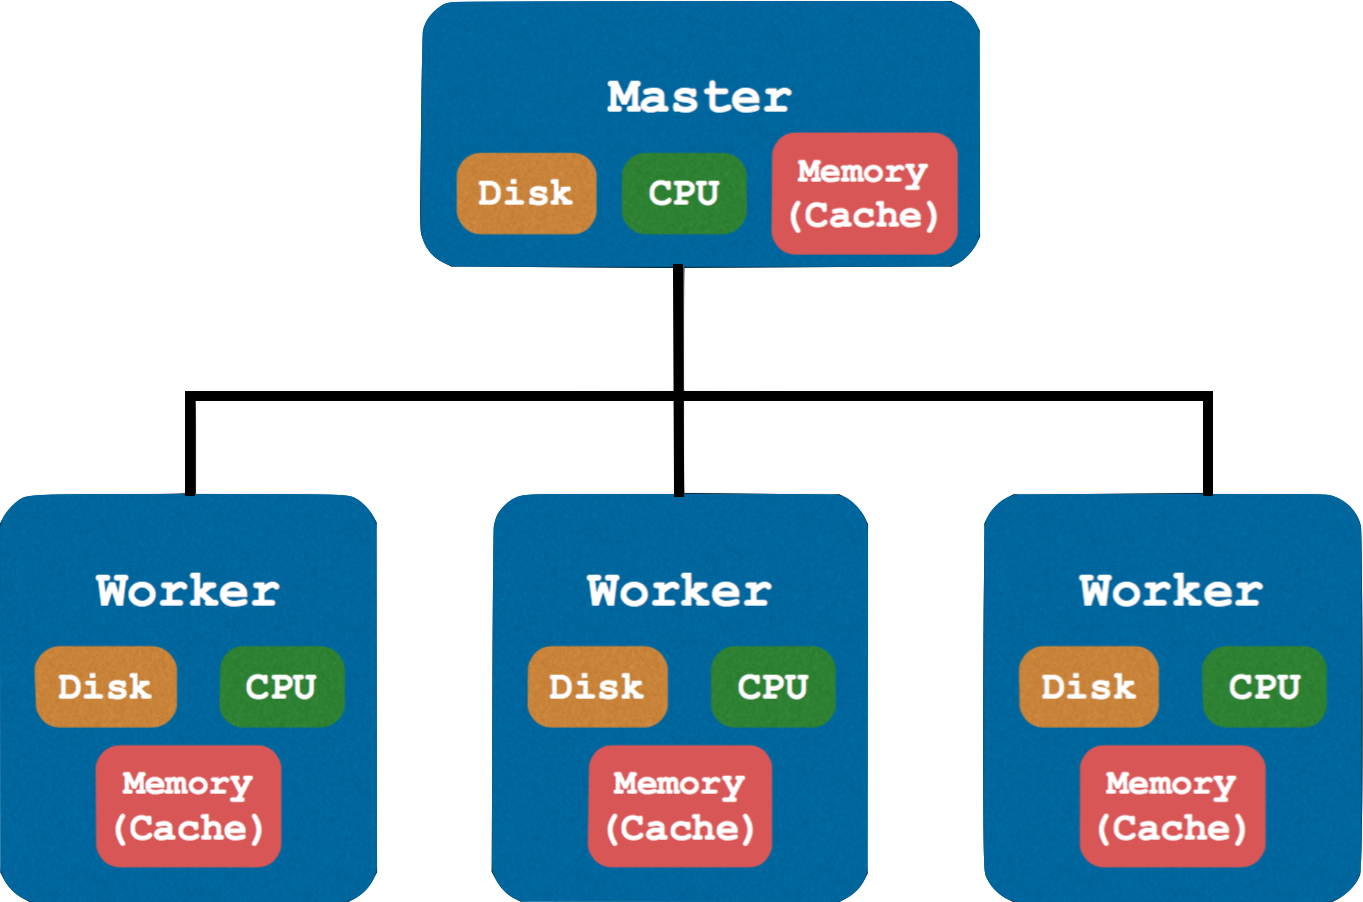 Master
Disk
CPU
Memory
(Cache)
Worker
Disk
CPU
Memory
(Cache)
Worker
Disk
CPU
Memory
(Cache)
Worker
Disk
CPU
Memory
(Cache)